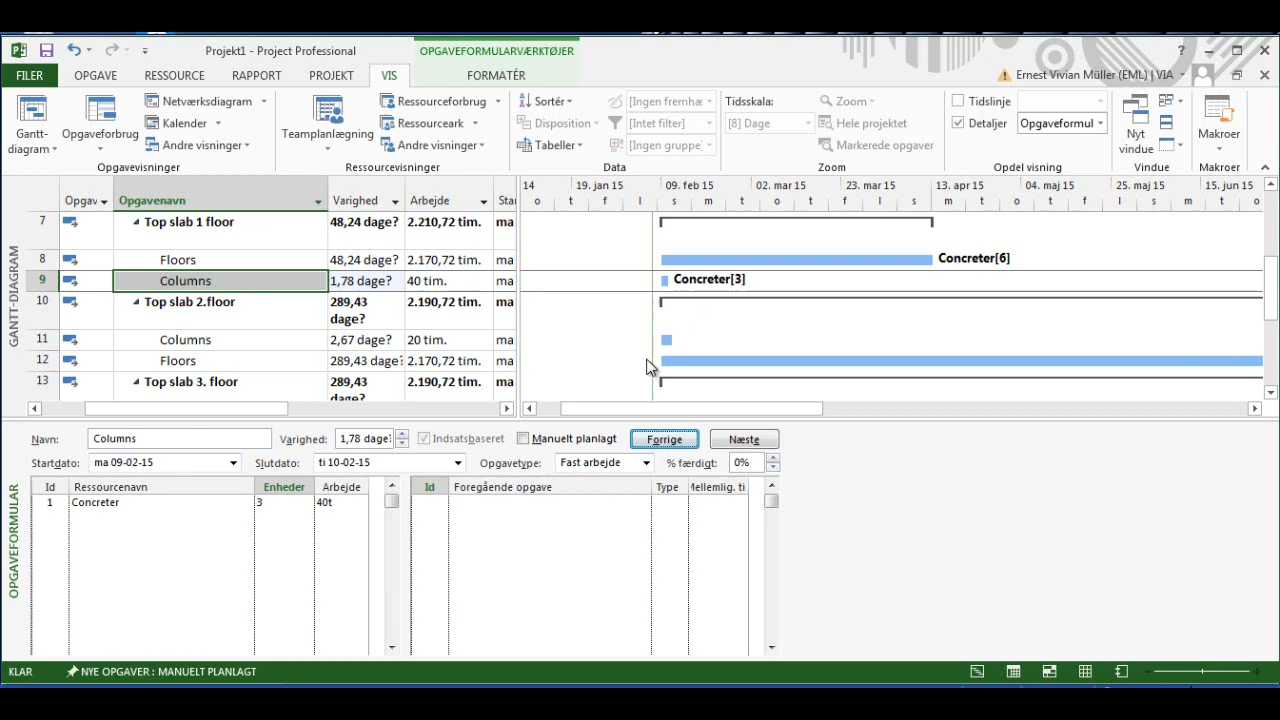 Projekt1 - Project Professional
OPGAVEFORMULARVÆRKTØJER
?
FILER OPGAVE RESSOURCE RAPPORT PROJEKT VIS FORMATÉR
Ernest Vivian Müller (EML) | VIA
Gantt-diagram
Opgaveforbrug
Netværksdiagram
Kalender
Andre visninger
Opgavevisninger
Teamplanlægning
Ressourceforbrug
Ressourceark
Andre visninger
Ressourcevisninger
Sortér
Disposition
Tabeller
[Ingen fremhæ
[Intet filter]
[Ingen gruppe]
Data
Tidsskala:
[8] Dage
Zoom
Hele projektet
Markerede opgaver
Zoom
Tidslinje
Detaljer
Opgaveformul
Opdel visning
Nyt vindue
Vindue
Makroer
Makroer
GANTT-DIAGRAM
Opgav Opgavenavn Varighed Arbejde Star
14 19. jan 15 09. feb 15 02. mar 15 23. mar 15 13. apr 15 04. maj 15 25. maj 15 15. jun 15
o t f l s m o t f l s m t o
7 Top slab 1 floor 48,24 dage? 2.210,72 tim. ma
8 Floors 48,24 dage? 2.170,72 tim. ma Concreter[6]
9 Columns 1,78 dage? 40 tim. ma Concreter[3]
10 Top slab 2.floor 289,43 dage? 2.190,72 tim. ma
11 Columns 2,67 dage? 20 tim. ma
12 Floors 289,43 dage? 2.170,72 tim. ma
13 Top slab 3. floor 289,43 dage? 2.190,72 tim. ma
OPGAVEFORMULAR
Navn: Columns Varighed: 1,78 dage? Indsatsbaseret Manuelt planlagt Forrige Næste
Startdato: ma 09-02-15 Slutdato: ti 10-02-15 Opgavetype: Fast arbejde % færdigt: 0%
Id Ressourcenavn Enheder Arbejde Id Foregående opgave Type Mellemlig. ti
1 Concreter 3 40t
KLAR NYE OPGAVER : MANUELT PLANLAGT